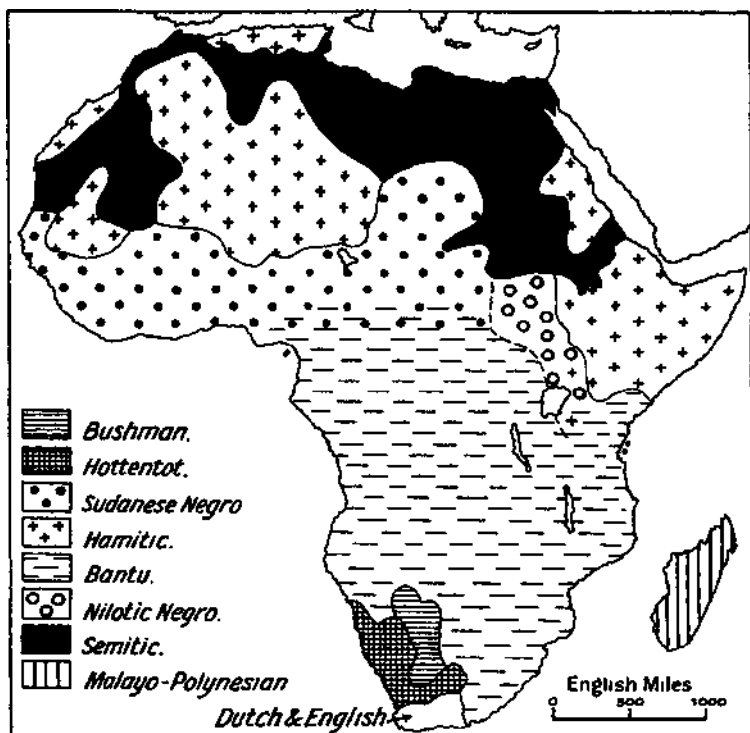 Bushman.
Hottentot.
Sudanese Negro
Hamitic.
Bantu.
Nilotic Negro.
Semitic.
Malayo-Polynesian
Dutch & English
English Miles
0 500 1000